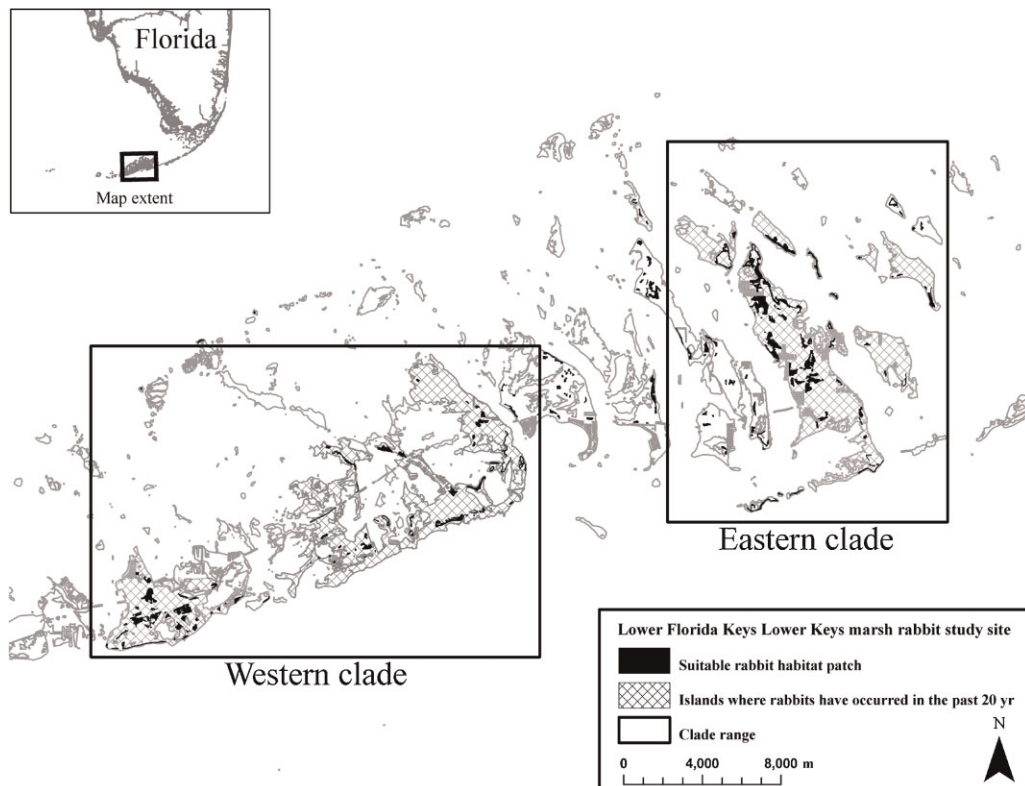 Florida
Map extent
Eastern clade
Western clade
Lower Florida Keys Lower Keys marsh rabbit study site
Suitable rabbit habitat patch
Islands where rabbits have occurred in the past 20 yr
Clade range
N
0 4,000 8,000 m